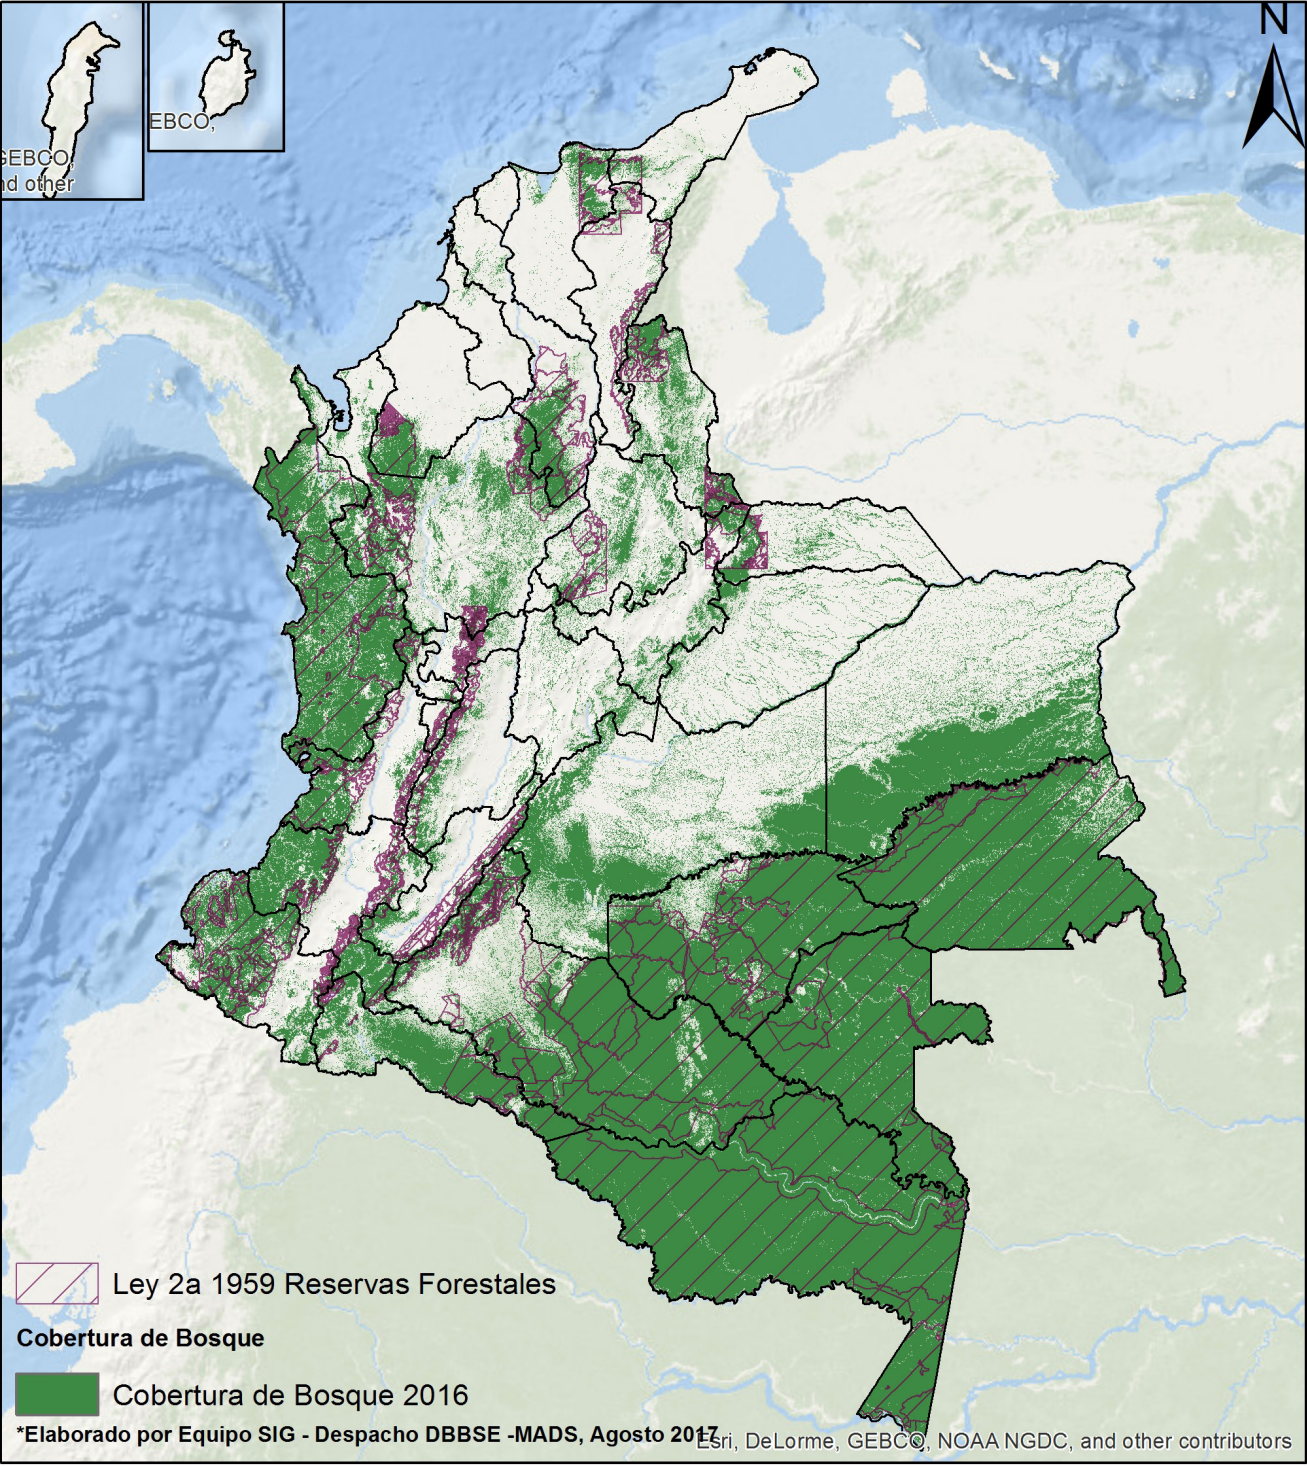 N
EBCO,
GEBCO,
nd other
Ley 2a 1959 Reservas Forestales
Cobertura de Bosque
Cobertura de Bosque 2016
*Elaborado por Equipo SIG - Despacho DBBSE -MADS, Agosto 2017
Esri, DeLorme, GEBCO, NOAA NGDC, and other contributors